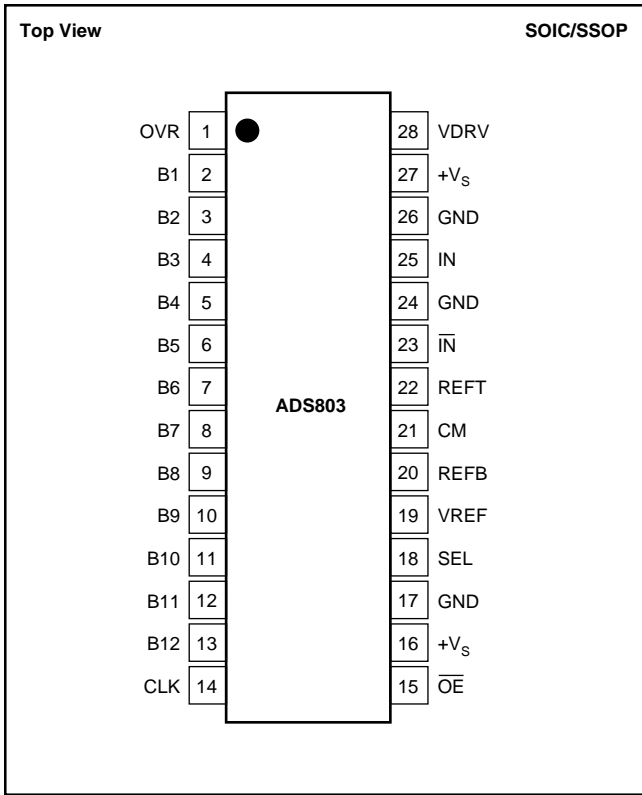 Top View SOIC/SSOP
OVR 1 28 VDRV
B1 2 27 +VS
B2 3 26 GND
B3 4 25 IN
B4 5 24 GND
B5 6 23 I̅N̅
B6 7 22 REFT
ADS803
B7 8 21 CM
B8 9 20 REFB
B9 10 19 VREF
B10 11 18 SEL
B11 12 17 GND
B12 13 16 +VS
CLK 14 15 O̅E̅